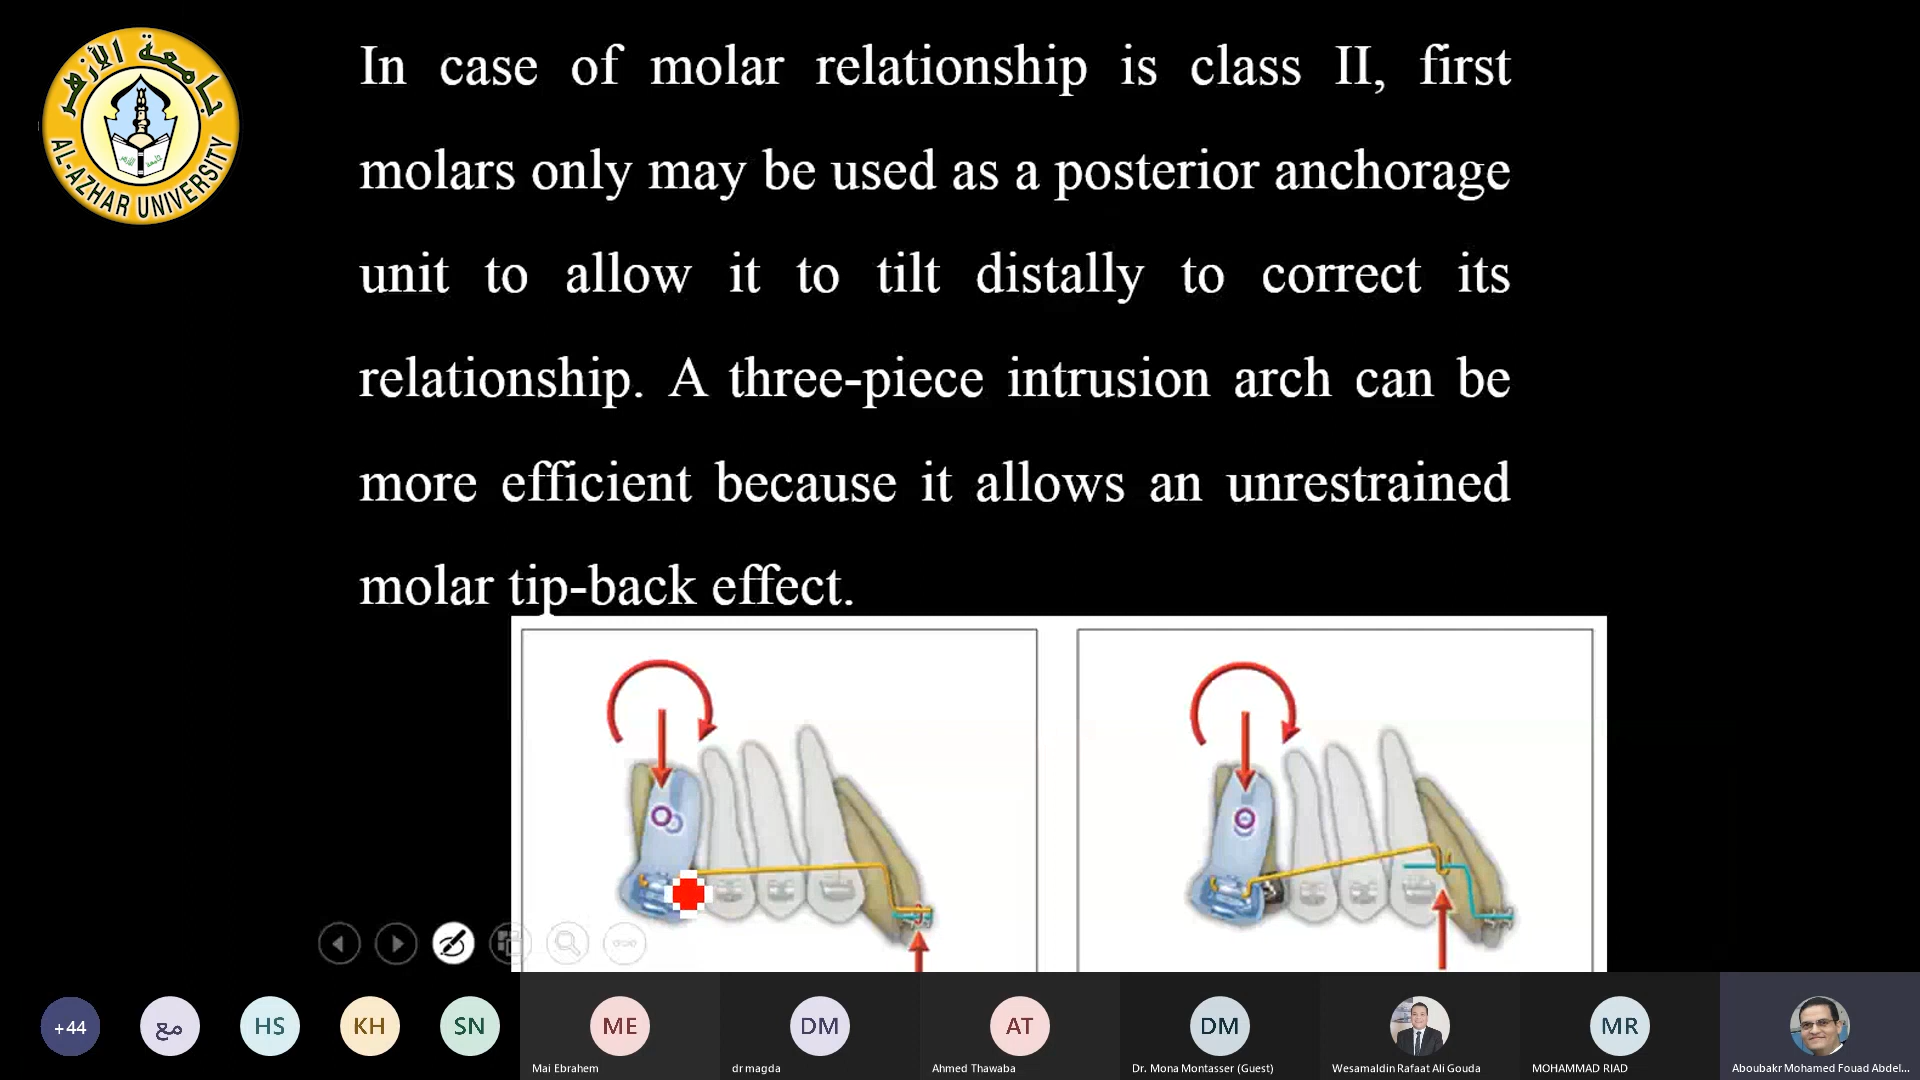 جامعة الأزهر
AL-AZHAR UNIVERSITY
In case of molar relationship is class II, first
molars only may be used as a posterior anchorage
unit to allow it to tilt distally to correct its
relationship. A three-piece intrusion arch can be
more efficient because it allows an unrestrained
molar tip-back effect.
+44
مع
HS
KH
SN
ME
DM
AT
DM
MR
Mai Ebrahem
dr magda
Ahmed Thawaba
Dr. Mona Montasser (Guest)
Wesamaldin Rafaat Ali Gouda
MOHAMMAD RIAD
Aboubakr Mohamed Fouad Abdel...